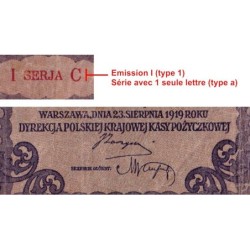 I SERJA C
Emission I (type 1)
Série avec 1 seule lettre (type a)
WARSZAWA, DNIA 23. SIERPNIA 1919 ROKU
DYREKCJA POLSKIEJ KRAJOWEJ KASY POŻYCZKOWEJ